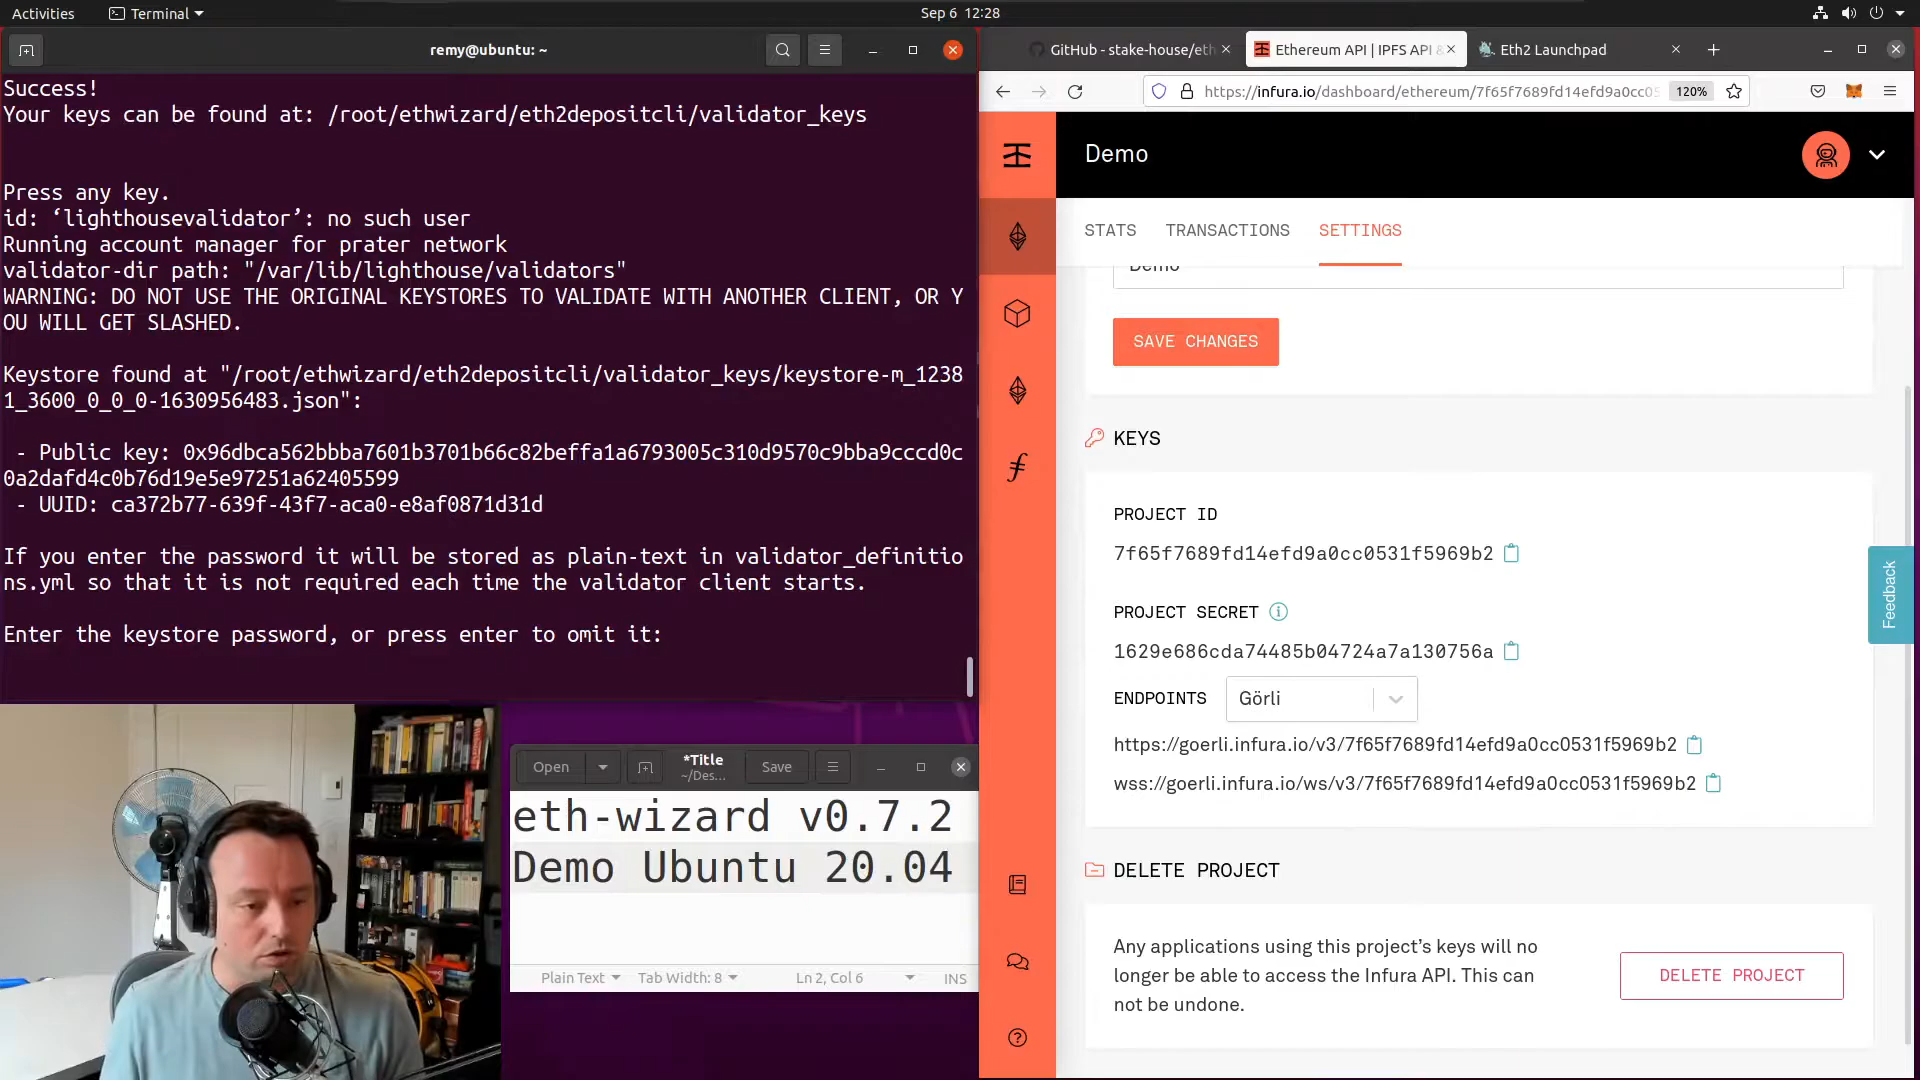 Activities
Terminal
Sep 6 12:28
remy@ubuntu: ~
Success!
Your keys can be found at: /root/ethwizard/eth2depositcli/validator_keys
Press any key.
id: ‘lighthousevalidator’: no such user
Running account manager for prater network
validator-dir path: "/var/lib/lighthouse/validators"
WARNING: DO NOT USE THE ORIGINAL KEYSTORES TO VALIDATE WITH ANOTHER CLIENT, OR Y
OU WILL GET SLASHED.
Keystore found at "/root/ethwizard/eth2depositcli/validator_keys/keystore-m_1238
1_3600_0_0_0-1630956483.json":
- Public key: 0x96dbca562bbba7601b3701b66c82beffa1a6793005c310d9570c9bba9cccd0c
0a2dafd4c0b76d19e5e97251a62405599
- UUID: ca372b77-639f-43f7-aca0-e8af0871d31d
If you enter the password it will be stored as plain-text in validator_definitio
ns.yml so that it is not required each time the validator client starts.
Enter the keystore password, or press enter to omit it:
Open
*Title
~/Des...
Save
eth-wizard v0.7.2
Demo Ubuntu 20.04
Plain Text
Tab Width: 8
Ln 2, Col 6
INS
GitHub - stake-house/eth
Ethereum API | IPFS API &
Eth2 Launchpad
https://infura.io/dashboard/ethereum/7f65f7689fd14efd9a0cc05
120%
Demo
STATS
TRANSACTIONS
SETTINGS
Demo
SAVE CHANGES
KEYS
PROJECT ID
7f65f7689fd14efd9a0cc0531f5969b2
PROJECT SECRET
1629e686cda74485b04724a7a130756a
ENDPOINTS
Görli
https://goerli.infura.io/v3/7f65f7689fd14efd9a0cc0531f5969b2
wss://goerli.infura.io/ws/v3/7f65f7689fd14efd9a0cc0531f5969b2
Feedback
DELETE PROJECT
Any applications using this project’s keys will no
longer be able to access the Infura API. This can
not be undone.
DELETE PROJECT